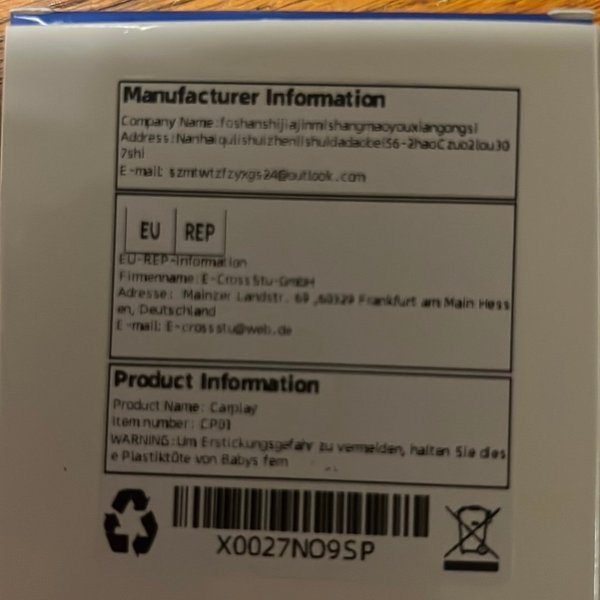 Manufacturer Information
Company Name:foshanshijiajinmishangmaoyouxiangongsi
Address:Nanhaiqulishuizhenlishuidadaobei56-2haoCzuo2lou30
7shi
E-mail: szmtwtzfzyxgs24@outlook.com
EU REP
EU-REP-Information
Firmenname: E-Cross Stu-GmbH
Adresse: Mainzer Landstr. 69 ,60329 Frankfurt am Main Hess
en, Deutschland
E-mail: E-crossstu@web.de
Product Information
Product Name: Carplay
Item number: CP01
WARNING:Um Erstickungsgefahr zu vermeiden, halten Sie dies
e Plastiktüte von Babys fern
X0027NO9SP